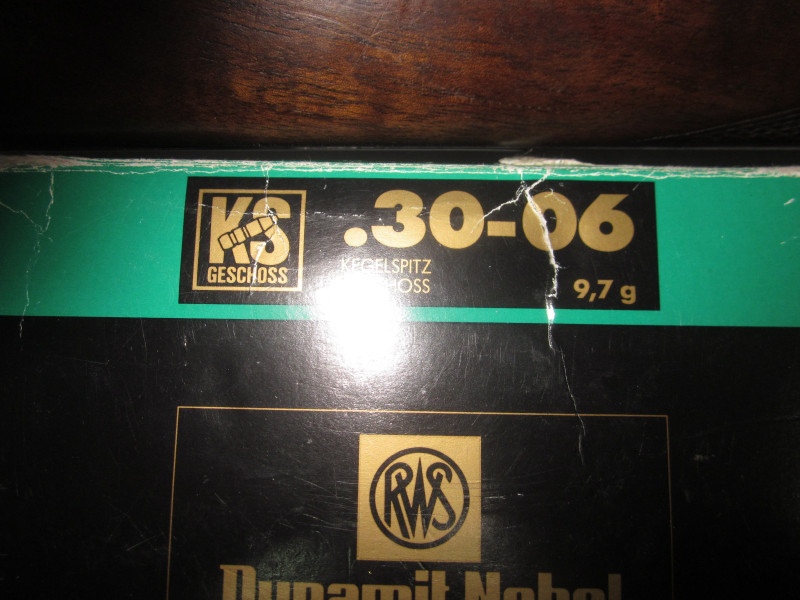 KS
GESCHOSS
.30-06
KEGELSPITZ
9,7 g
RWS
Dynamit Nobel